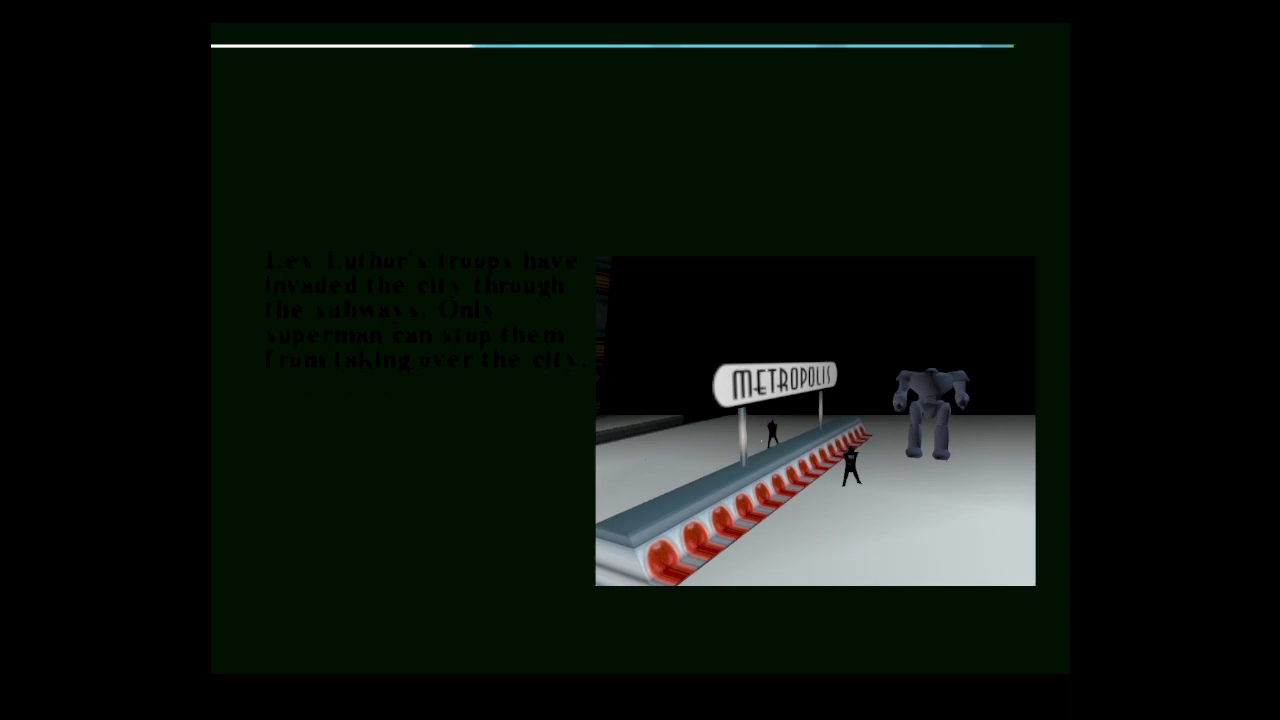 Lex Luthor's troops have
invaded the city through
the subways. Only
superman can stop them
from taking over the city.
METROPOLIS